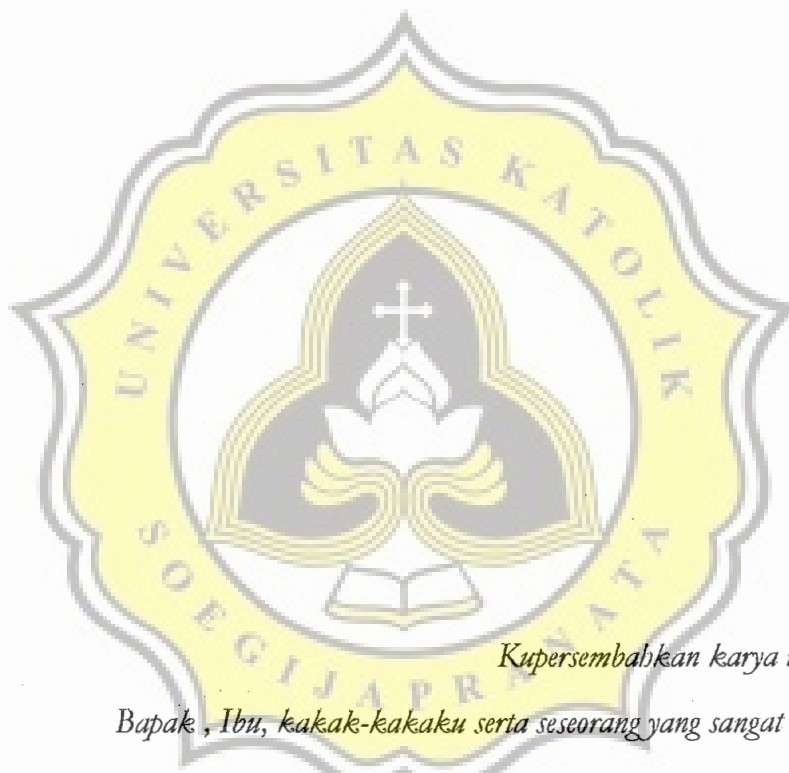 UNIVERSITAS KATOLIK
SOEGIJAPRANATA
Kupersembahkan karya
Bapak , Ibu, kakak-kakaku serta seseorang yang sangat